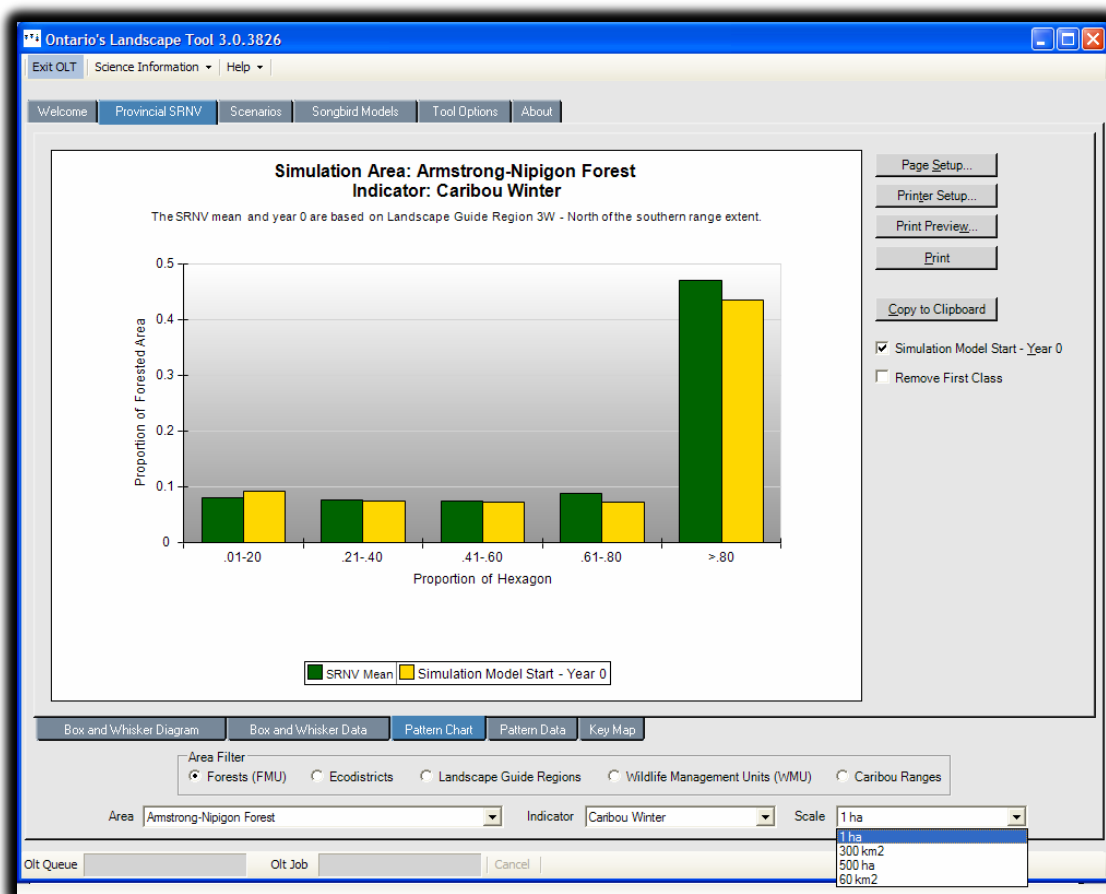 Ontario's Landscape Tool 3.0.3826
Exit OLT Science Information Help
Welcome Provincial SRNV Scenarios Songbird Models Tool Options About
Simulation Area: Armstrong-Nipigon Forest
Indicator: Caribou Winter
The SRNV mean and year 0 are based on Landscape Guide Region 3W - North of the southern range extent.
Page Setup...
Printer Setup...
Print Preview...
Print
Copy to Clipboard
Simulation Model Start - Year 0
Remove First Class
Proportion of Forested Area
0.5
0.4
0.3
0.2
0.1
0
.01-20 .21-.40 .41-.60 .61-.80 >.80
Proportion of Hexagon
SRNV Mean Simulation Model Start - Year 0
Box and Whisker Diagram Box and Whisker Data Pattern Chart Pattern Data Key Map
Area Filter
Forests (FMU) Ecodistricts Landscape Guide Regions Wildlife Management Units (WMU) Caribou Ranges
Area Armstrong-Nipigon Forest Indicator Caribou Winter Scale 1 ha
1 ha
300 km2
500 ha
60 km2
Olt Queue Olt Job Cancel